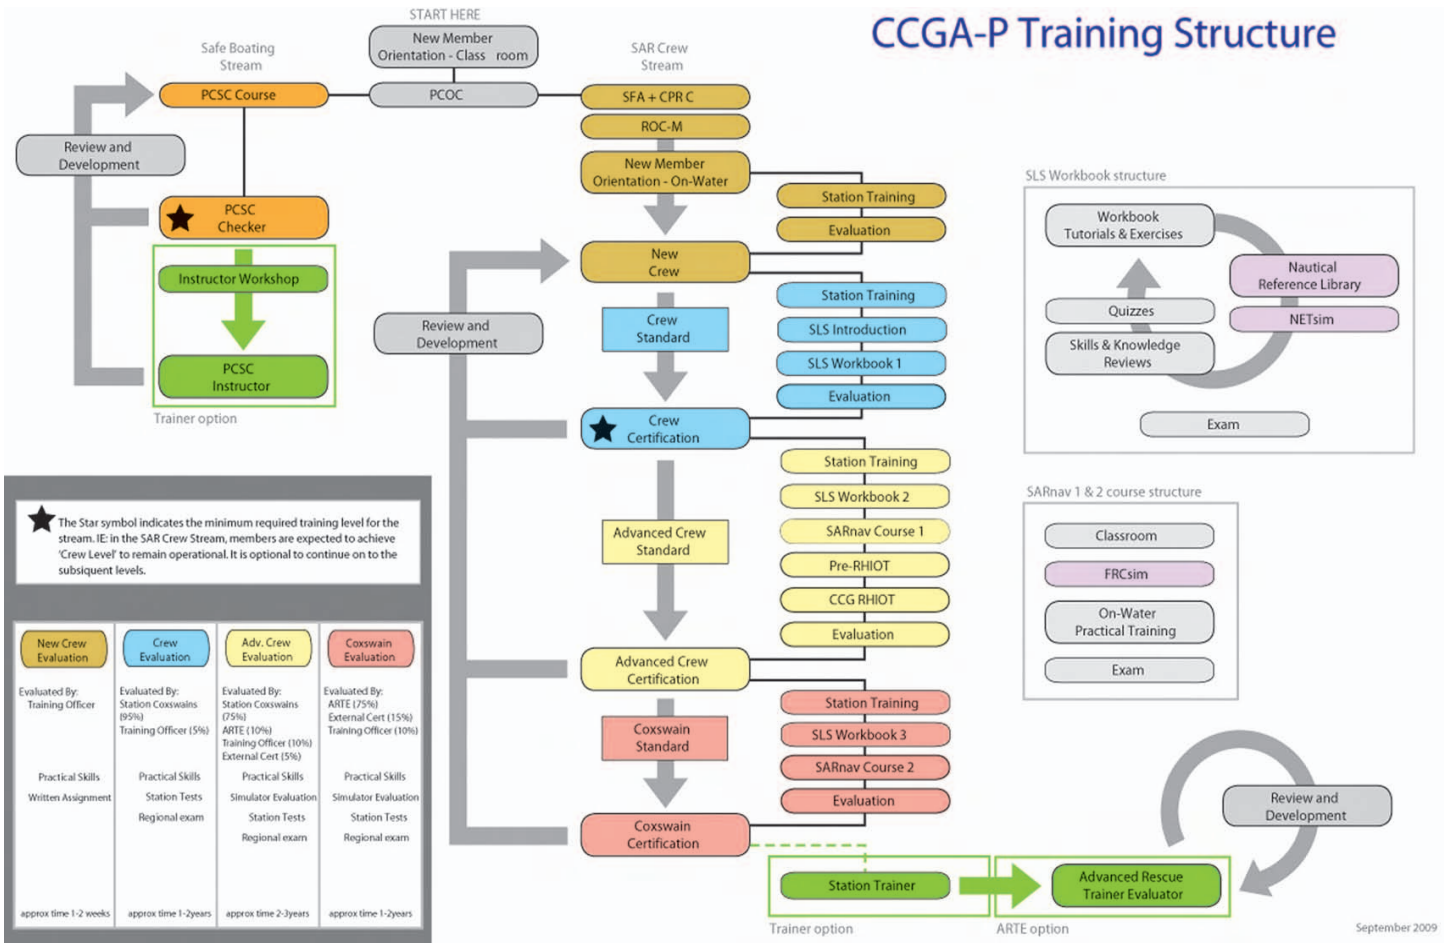 CCGA-P Training Structure
START HERE
New Member
Orientation - Class room
PCOC
Safe Boating
Stream
PCSC Course
Review and
Development
PCSC
Checker
Instructor Workshop
PCSC
Instructor
Trainer option
SAR Crew
Stream
SFA + CPR C
ROC-M
New Member
Orientation - On-Water
Station Training
Evaluation
New
Crew
Review and
Development
Crew
Standard
Station Training
SLS Introduction
SLS Workbook 1
Evaluation
Crew
Certification
Advanced Crew
Standard
Station Training
SLS Workbook 2
SARnav Course 1
Pre-RHIOT
CCG RHIOT
Evaluation
Advanced Crew
Certification
Coxswain
Standard
Station Training
SLS Workbook 3
SARnav Course 2
Evaluation
Coxswain
Certification
Station Trainer
Trainer option
Advanced Rescue
Trainer Evaluator
ARTE option
Review and
Development
SLS Workbook structure
Workbook
Tutorials & Exercises
Nautical
Reference Library
NETsim
Quizzes
Skills & Knowledge
Reviews
Exam
SARnav 1 & 2 course structure
Classroom
FRCsim
On-Water
Practical Training
Exam
The Star symbol indicates the minimum required training level for the
stream. IE: in the SAR Crew Stream, members are expected to achieve
'Crew Level' to remain operational. It is optional to continue on to the
subsiquent levels.
New Crew
Evaluation
Evaluated By:
Training Officer
Practical Skills
Written Assignment
approx time 1-2 weeks
Crew
Evaluation
Evaluated By:
Station Coxswains
(95%)
Training Officer (5%)
Practical Skills
Station Tests
Regional exam
approx time 1-2years
Adv. Crew
Evaluation
Evaluated By:
Station Coxswains
(75%)
ARTE (10%)
Training Officer (10%)
External Cert (5%)
Practical Skills
Simulator Evaluation
Station Tests
Regional exam
approx time 2-3years
Coxswain
Evaluation
Evaluated By:
ARTE (75%)
External Cert (15%)
Training Officer (10%)
Practical Skills
Simulator Evaluation
Station Tests
Regional exam
approx time 1-2years
September 2009